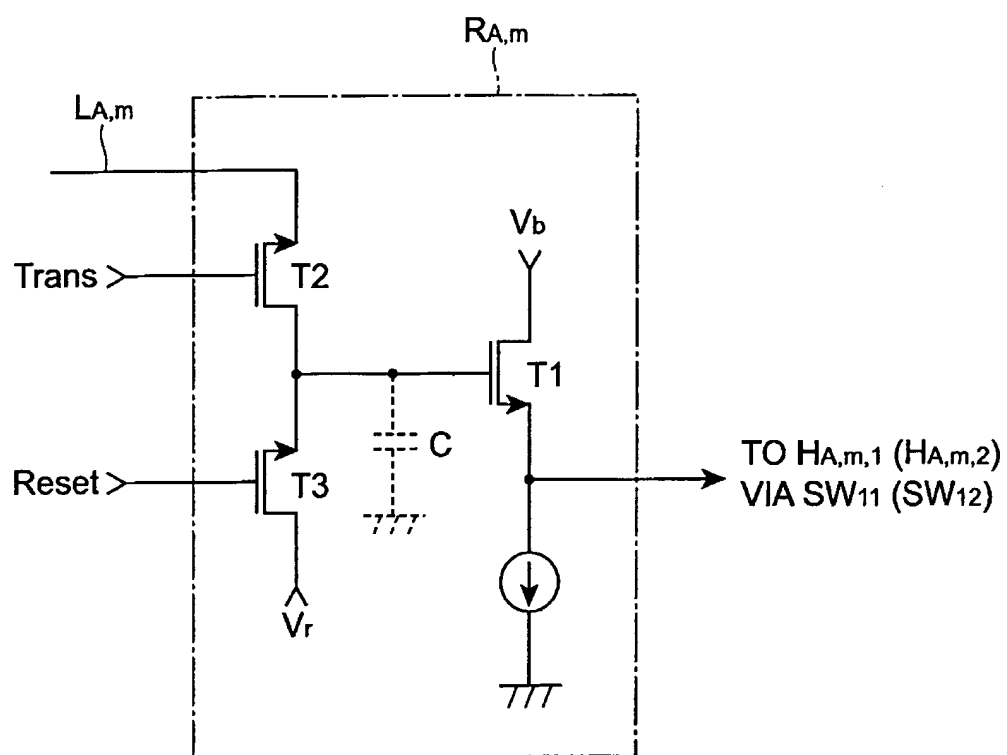 RA,m
LA,m
Vb
Trans
T2
T1
C
Reset
T3
TO HA,m,1 (HA,m,2)
VIA SW11 (SW12)
Vr